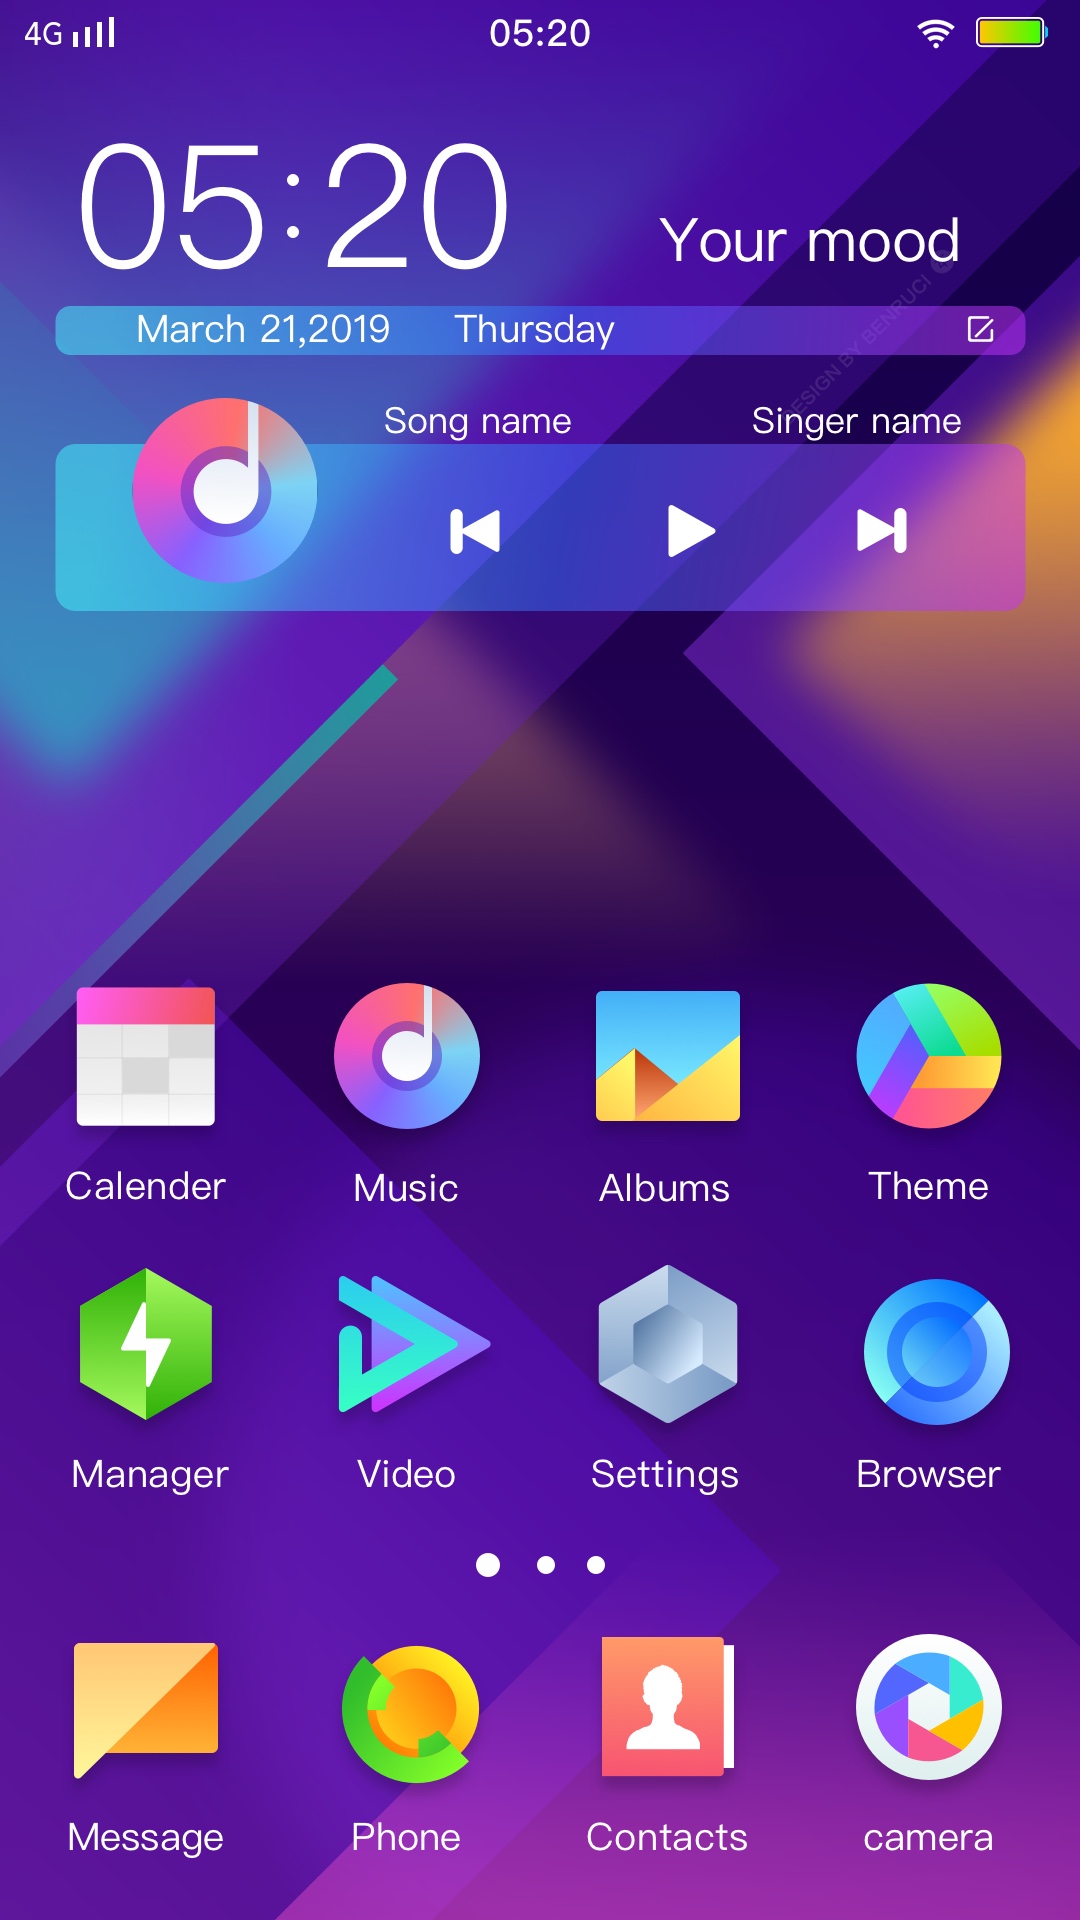 4G 05:20
05:20
Your mood
March 21,2019 Thursday
DESIGN BY BENRUCI
Song name Singer name
Calender Music Albums Theme
Manager Video Settings Browser
Message Phone Contacts camera